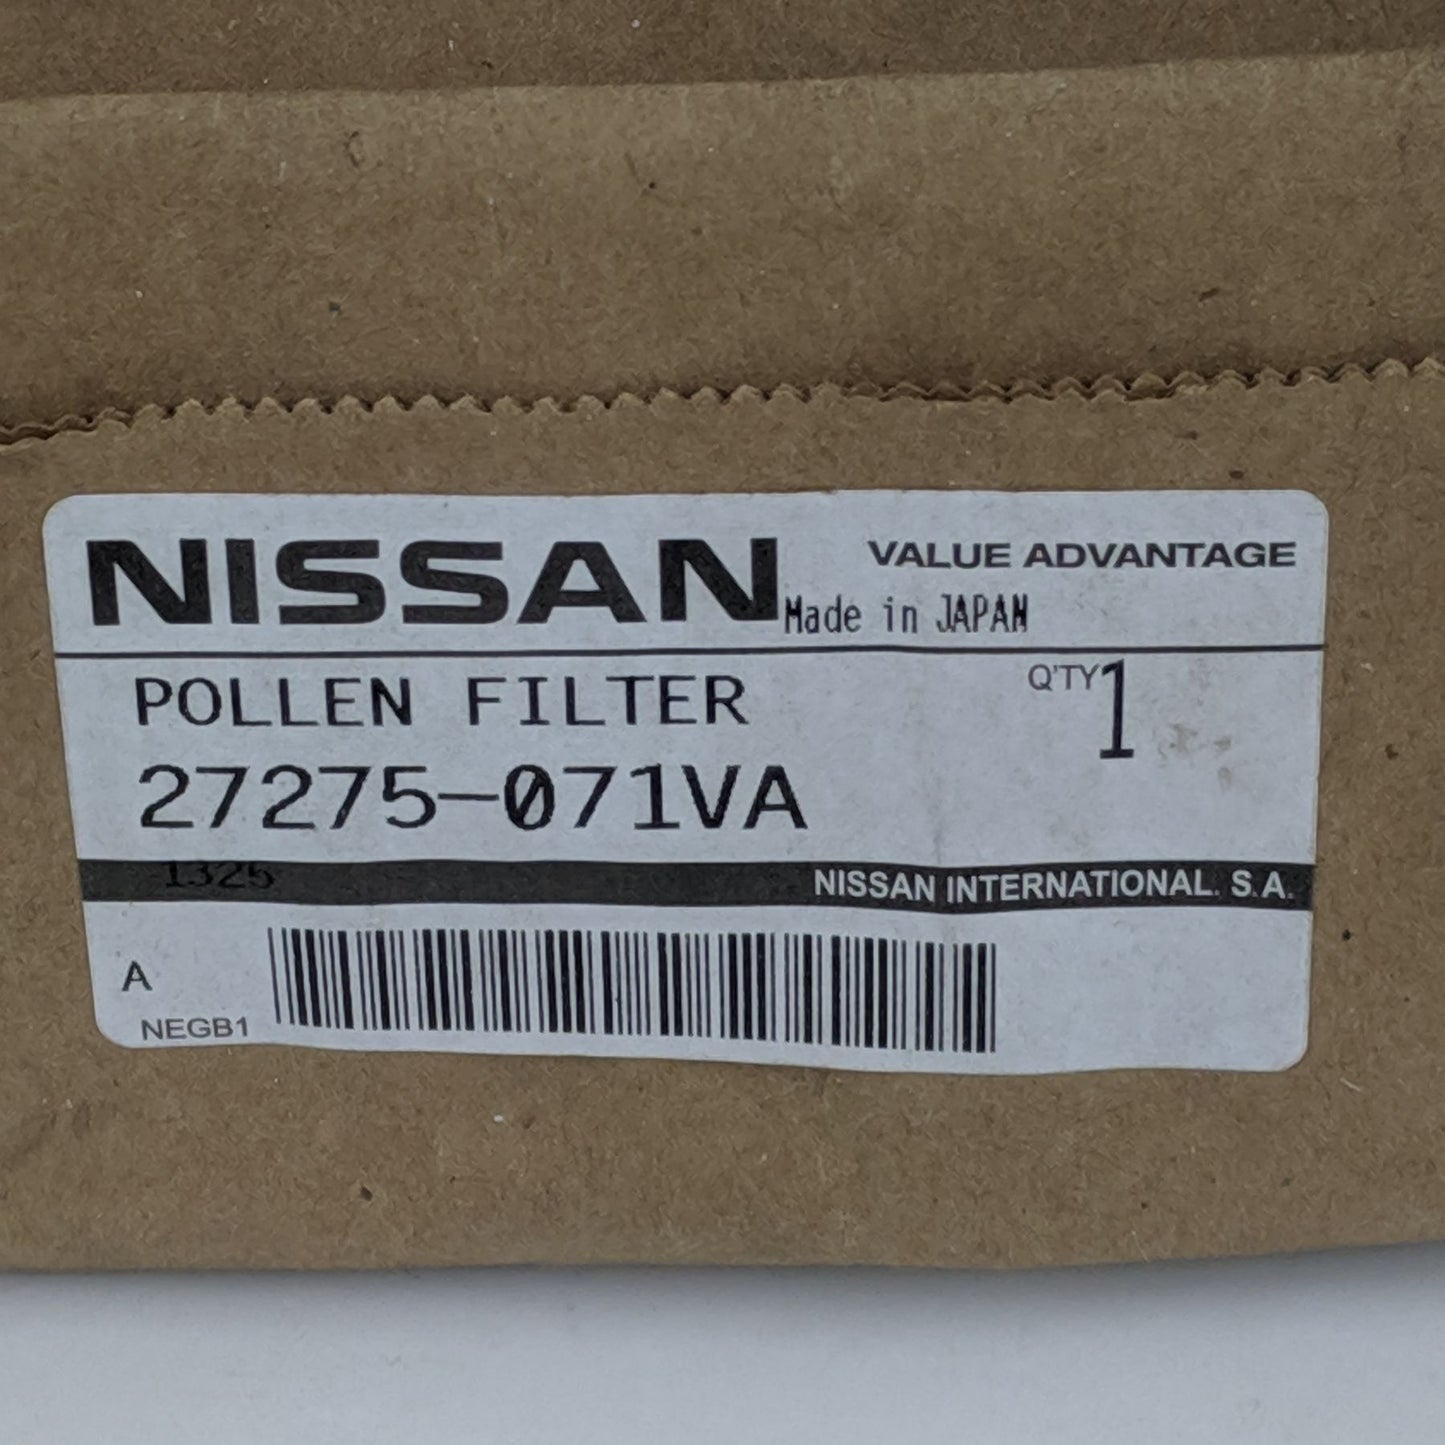 NISSAN VALUE ADVANTAGE
Made in JAPAN
POLLEN FILTER Q'TY 1
27275-071VA
1325 NISSAN INTERNATIONAL. S.A.
A
NEGB1